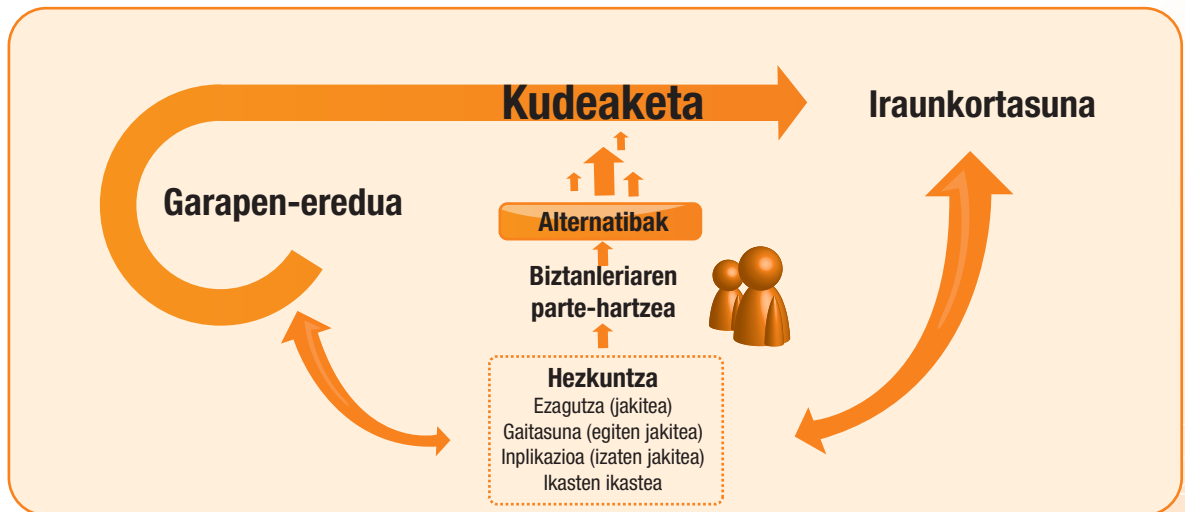 Kudeaketa
Iraunkortasuna
Garapen-eredua
Alternatibak
Biztanleriaren
parte-hartzea
Hezkuntza
Ezagutza (jakitea)
Gaitasuna (egiten jakitea)
Inplikazioa (izaten jakitea)
Ikasten ikastea